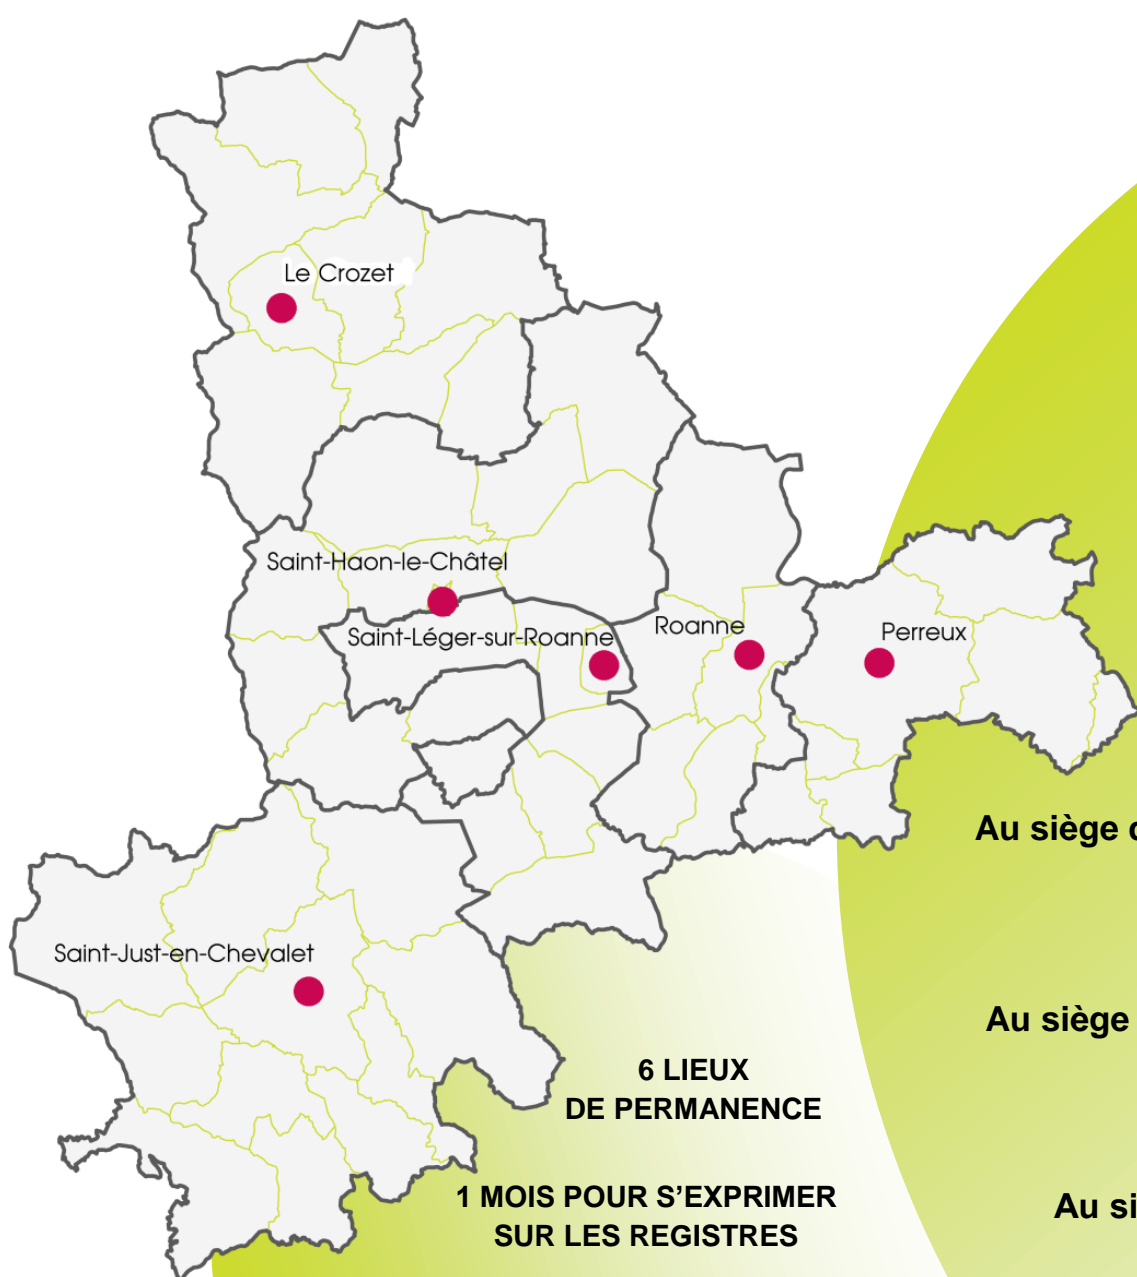 Le Crozet
Saint-Haon-le-Châtel
Saint-Léger-sur-Roanne
Roanne
Perreux
Au siège
Saint-Just-en-Chevalet
Au siège
6 LIEUX
DE PERMANENCE
1 MOIS POUR S’EXPRIMER
SUR LES REGISTRES
Au